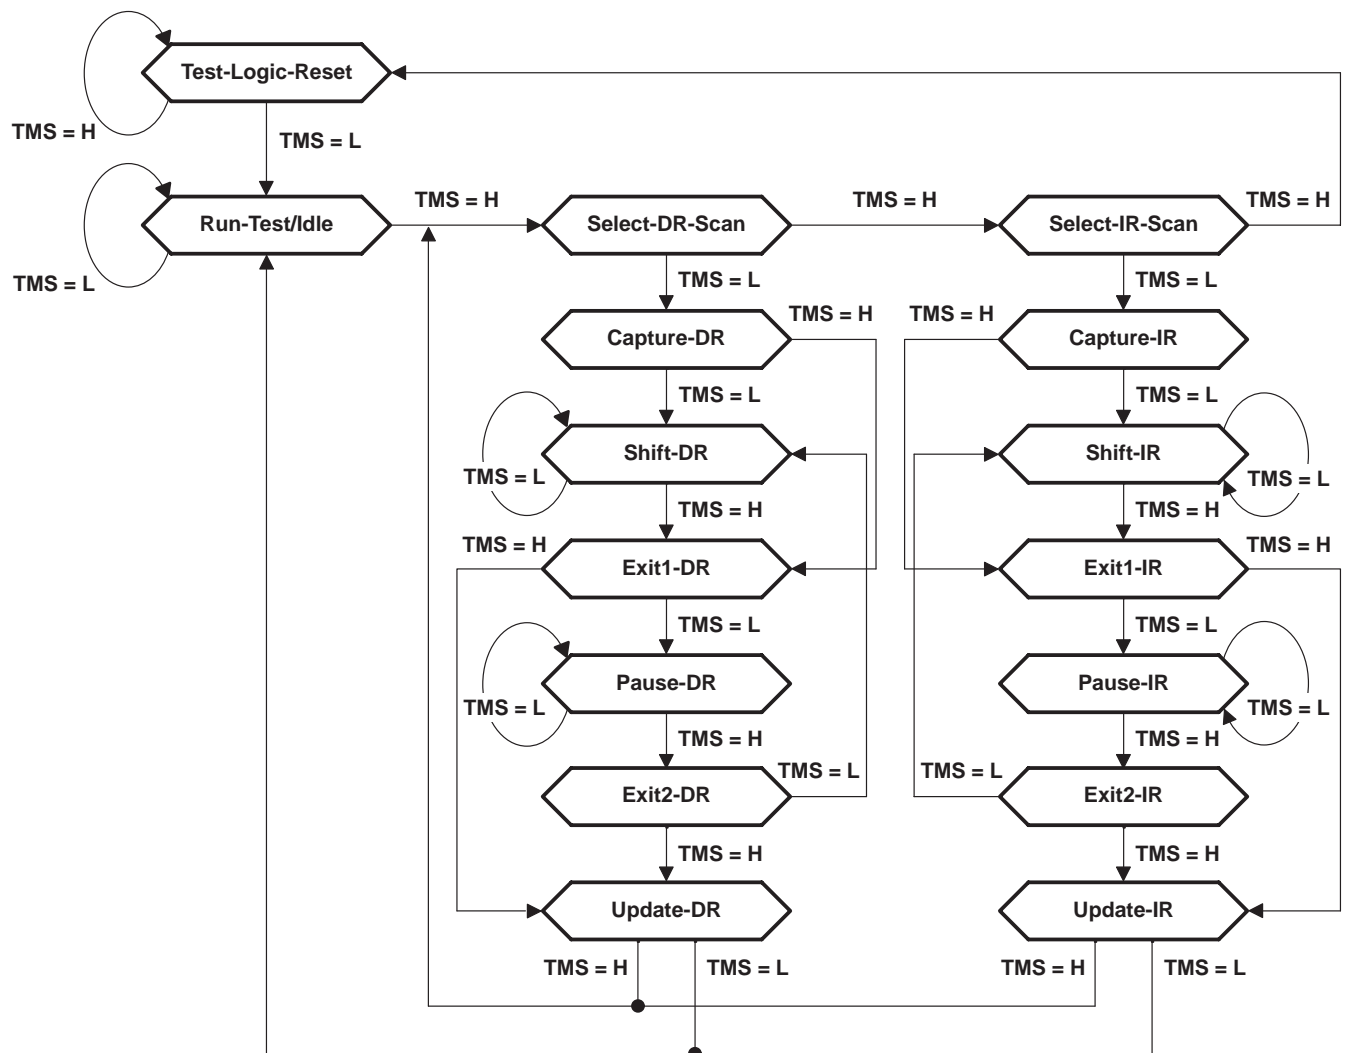 Test-Logic-Reset
TMS = H
TMS = L
TMS = H
TMS = H
TMS = H
Run-Test/Idle
Select-DR-Scan
Select-IR-Scan
TMS = L
TMS = L
TMS = L
TMS = H
TMS = H
Capture-DR
Capture-IR
TMS = L
TMS = L
Shift-DR
Shift-IR
TMS = L
TMS = L
TMS = H
TMS = H
TMS = H
TMS = H
Exit1-DR
Exit1-IR
TMS = L
TMS = L
Pause-DR
Pause-IR
TMS = L
TMS = L
TMS = H
TMS = H
TMS = L
TMS = L
Exit2-DR
Exit2-IR
TMS = H
TMS = H
Update-DR
Update-IR
TMS = H
TMS = L
TMS = H
TMS = L